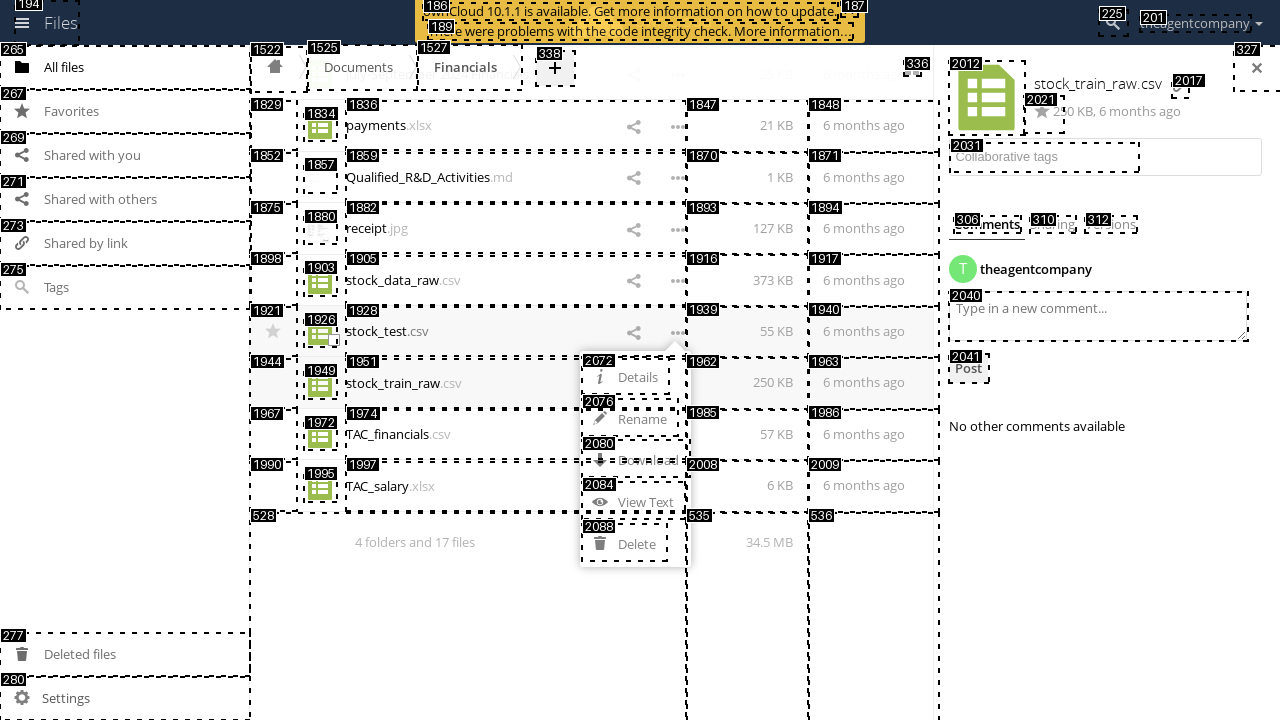 194
Files
186
ownCloud 10.1.1 is available. Get more information on how to update.
187
189
There were problems with the code integrity check. More information…
225
201
theagentcompany
265
All files
267
Favorites
269
Shared with you
271
Shared with others
273
Shared by link
275
Tags
277
Deleted files
280
Settings
1522
1525
Documents
1527
Financials
338
+
336
327
1829
1834
1836
payments.xlsx
1847
21 KB
1848
6 months ago
1852
1857
1859
Qualified_R&D_Activities.md
1870
1 KB
1871
6 months ago
1875
1880
1882
receipt.jpg
1893
127 KB
1894
6 months ago
1898
1903
1905
stock_data_raw.csv
1916
373 KB
1917
6 months ago
1921
1926
1928
stock_test.csv
1939
55 KB
1940
6 months ago
1944
1949
1951
stock_train_raw.csv
1962
250 KB
1963
6 months ago
1967
1972
1974
TAC_financials.csv
1985
57 KB
1986
6 months ago
1990
1995
1997
TAC_salary.xlsx
2008
6 KB
2009
6 months ago
2072
Details
2076
Rename
2080
Download
2084
View Text
2088
Delete
528
4 folders and 17 files
535
34.5 MB
536
2012
stock_train_raw.csv
2017
2021
250 KB, 6 months ago
2031
Collaborative tags
306
Comments
310
Sharing
312
Versions
T
theagentcompany
2040
Type in a new comment...
2041
Post
No other comments available